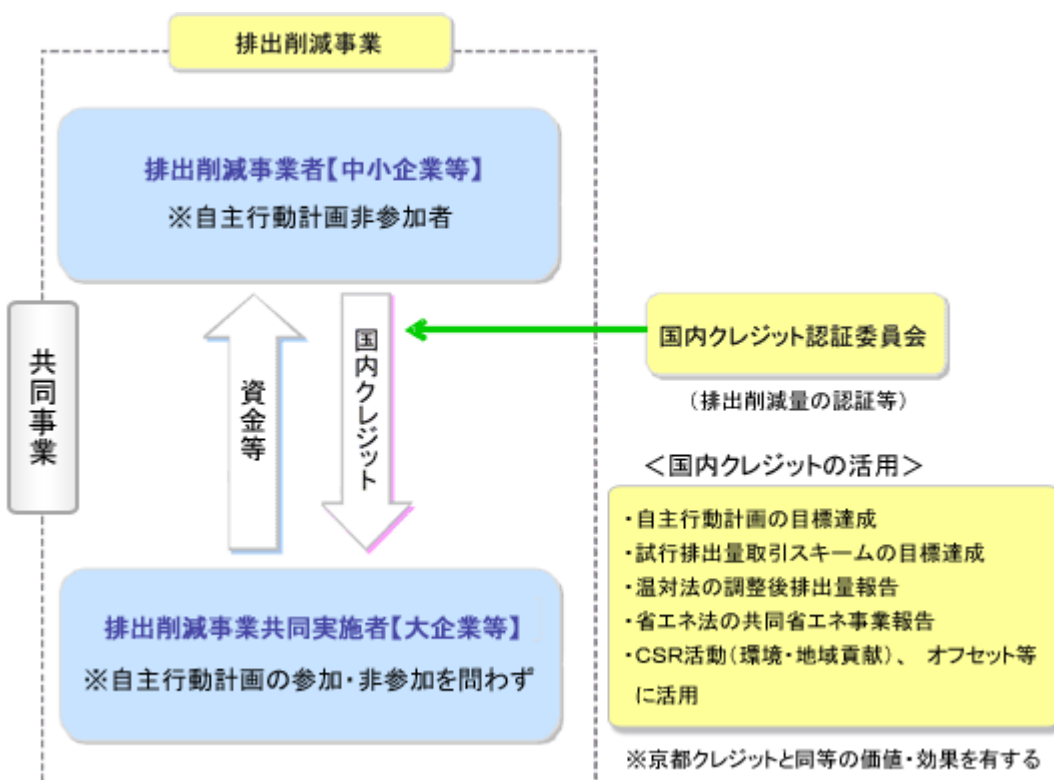 排出削減事業
排出削減事業者【中小企業等】
※自主行動計画非参加者
共同事業
資金等
国内クレジット
国内クレジット認証委員会
（排出削減量の認証等）
排出削減事業共同実施者【大企業等】
※自主行動計画の参加・非参加を問わず
＜国内クレジットの活用＞
・自主行動計画の目標達成
・試行排出量取引スキームの目標達成
・温対法の調整後排出量報告
・省エネ法の共同省エネ事業報告
・CSR活動（環境・地域貢献）、 オフセット等
に活用
※京都クレジットと同等の価値・効果を有する